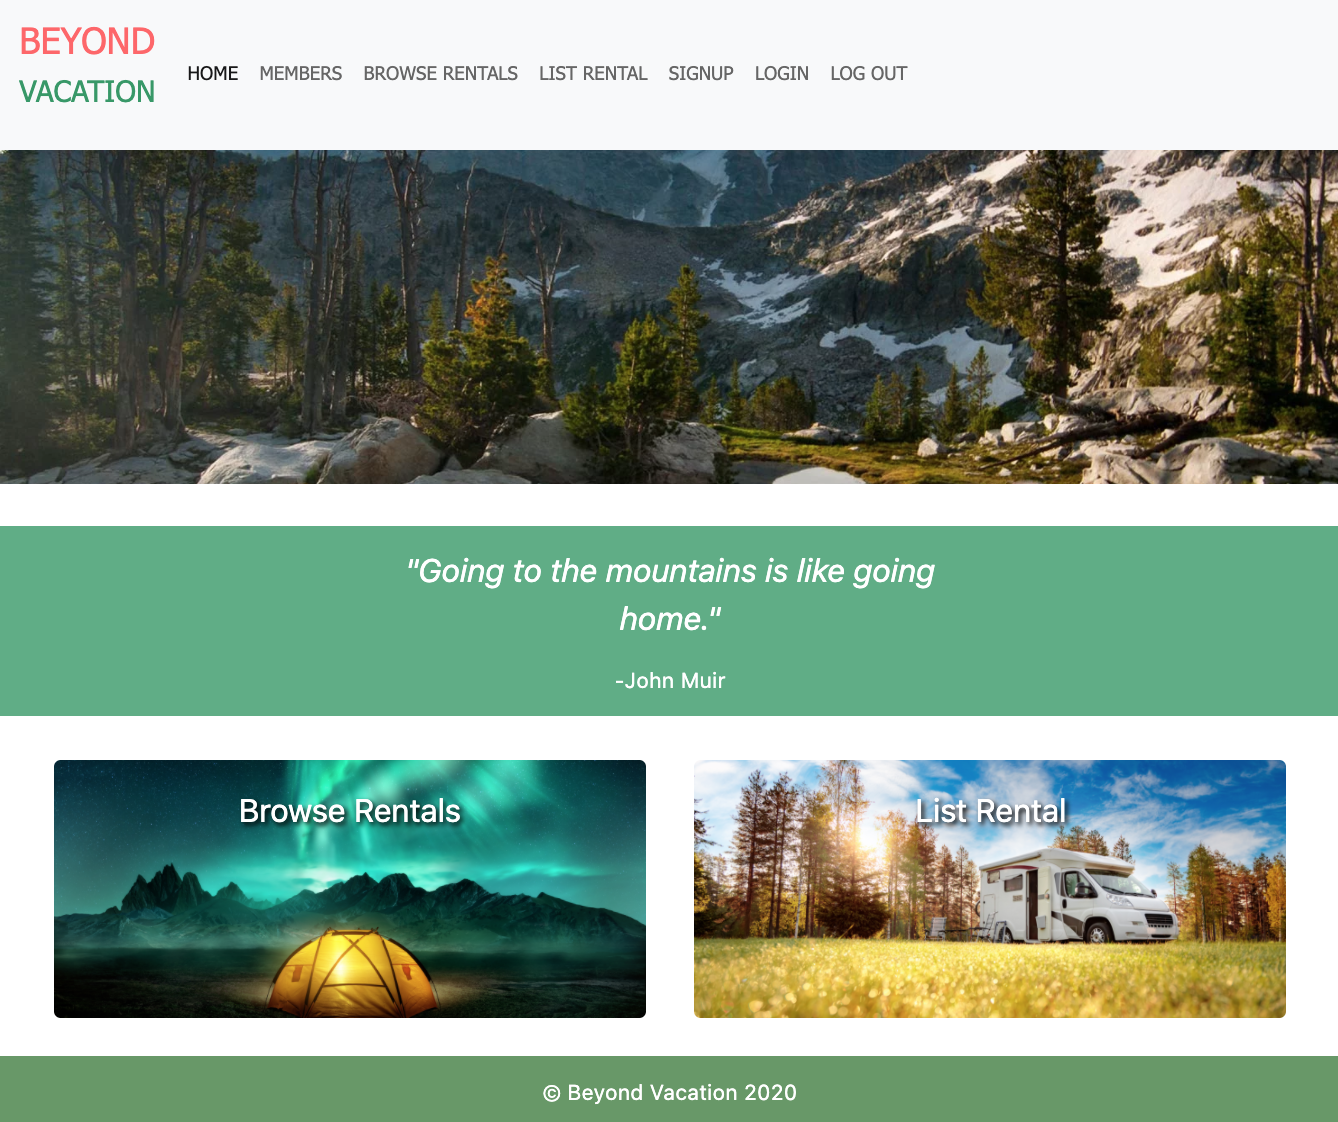 BEYOND
VACATION
HOME MEMBERS BROWSE RENTALS LIST RENTAL SIGNUP LOGIN LOG OUT
"Going to the mountains is like going
home."
-John Muir
Browse Rentals
List Rental
© Beyond Vacation 2020